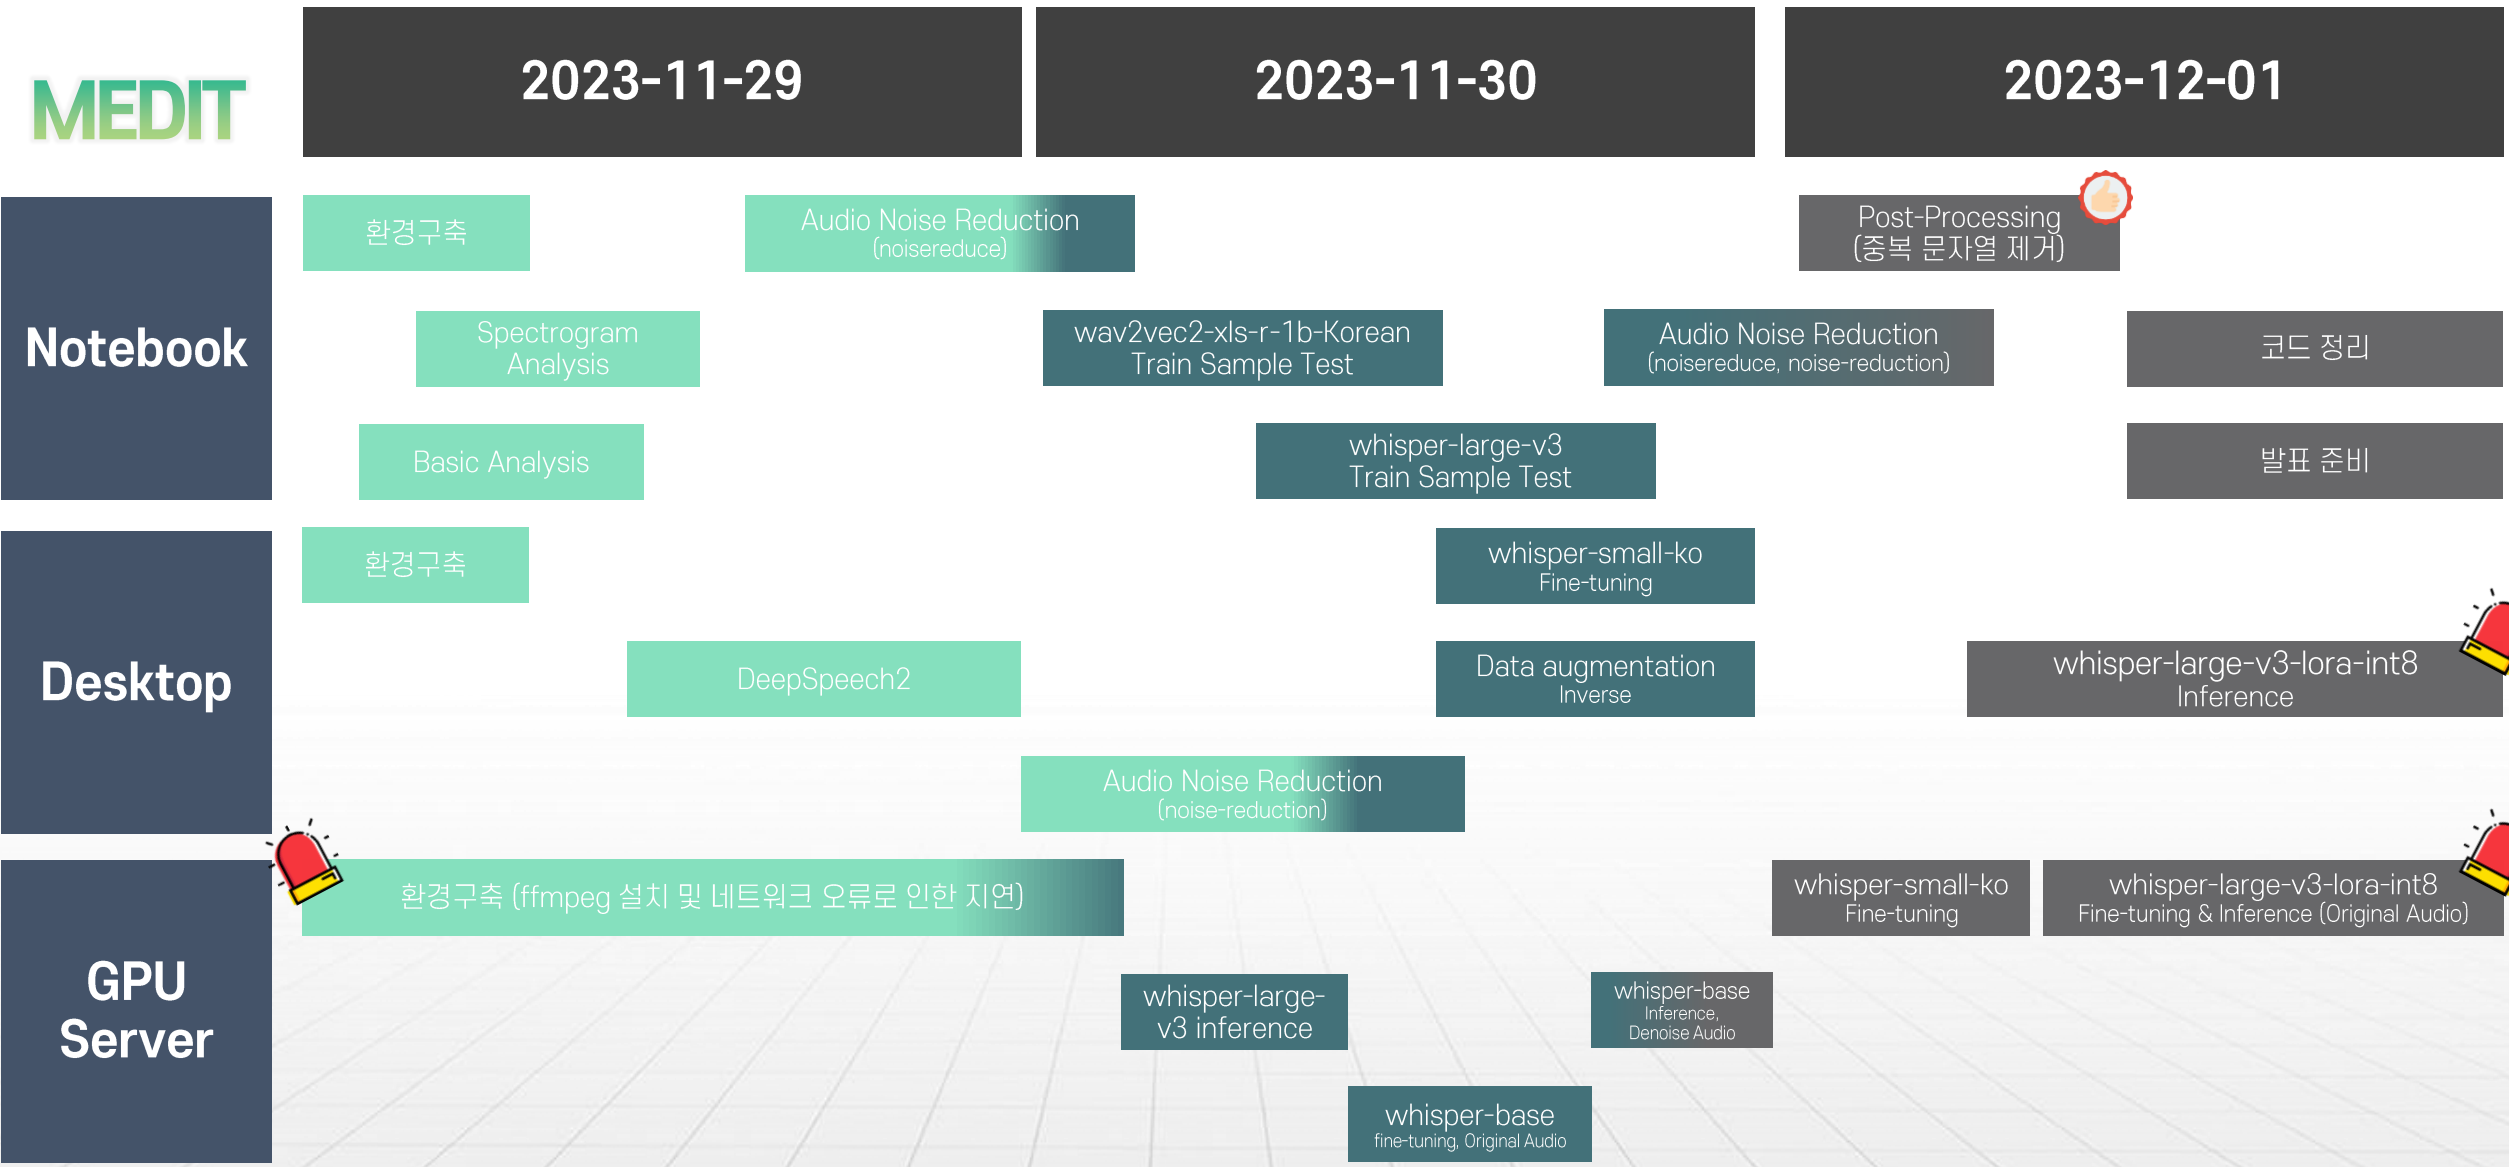 MEDIT
2023-11-29
2023-11-30
2023-12-01
Notebook
환경구축
Audio Noise Reduction
(noisereduce)
Post-Processing
(중복 문자열 제거)
Spectrogram
Analysis
wav2vec2-xls-r-1b-Korean
Train Sample Test
Audio Noise Reduction
(noisereduce, noise-reduction)
코드 정리
Basic Analysis
whisper-large-v3
Train Sample Test
발표 준비
Desktop
환경구축
whisper-small-ko
Fine-tuning
DeepSpeech2
Data augmentation
Inverse
whisper-large-v3-lora-int8
Inference
Audio Noise Reduction
(noise-reduction)
GPU
Server
환경구축 (ffmpeg 설치 및 네트워크 오류로 인한 지연)
whisper-small-ko
Fine-tuning
whisper-large-v3-lora-int8
Fine-tuning & Inference (Original Audio)
whisper-large-
v3 inference
whisper-base
Inference,
Denoise Audio
whisper-base
fine-tuning, Original Audio